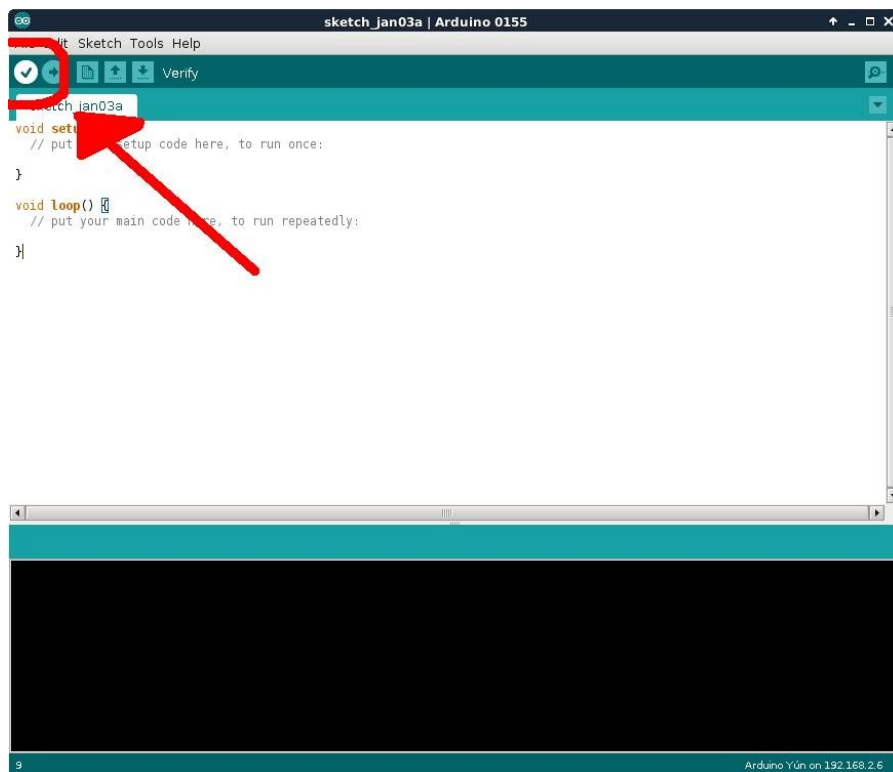 sketch_jan03a | Arduino 0155
Sketch Tools Help
Verify
sketch_jan03a
void setu
// put setup code here, to run once:
}
void loop() {
// put your main code here, to run repeatedly:
}
9
Arduino Yún on 192.168.2.6